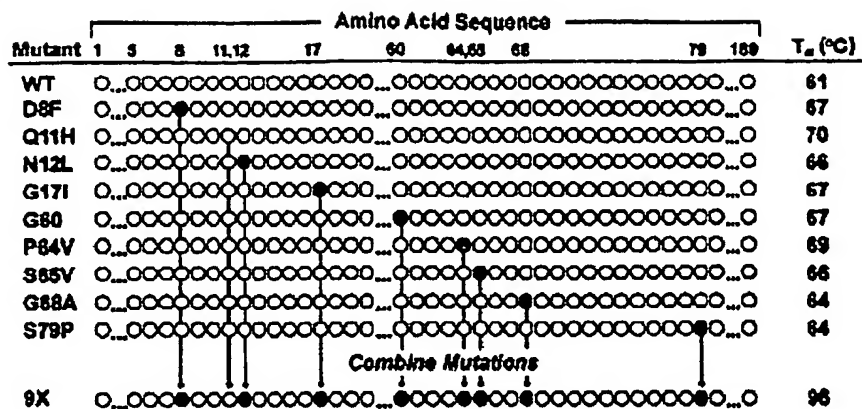 Amino Acid Sequence
Mutant 1 5 8 11,12 17 60 64,65 68 79 189 Tm (°C)
WT 61
D8F 67
Q11H 70
N12L 66
G17I 67
G60 67
P64V 69
S65V 66
G68A 64
S79P 64
Combine Mutations
9X 96